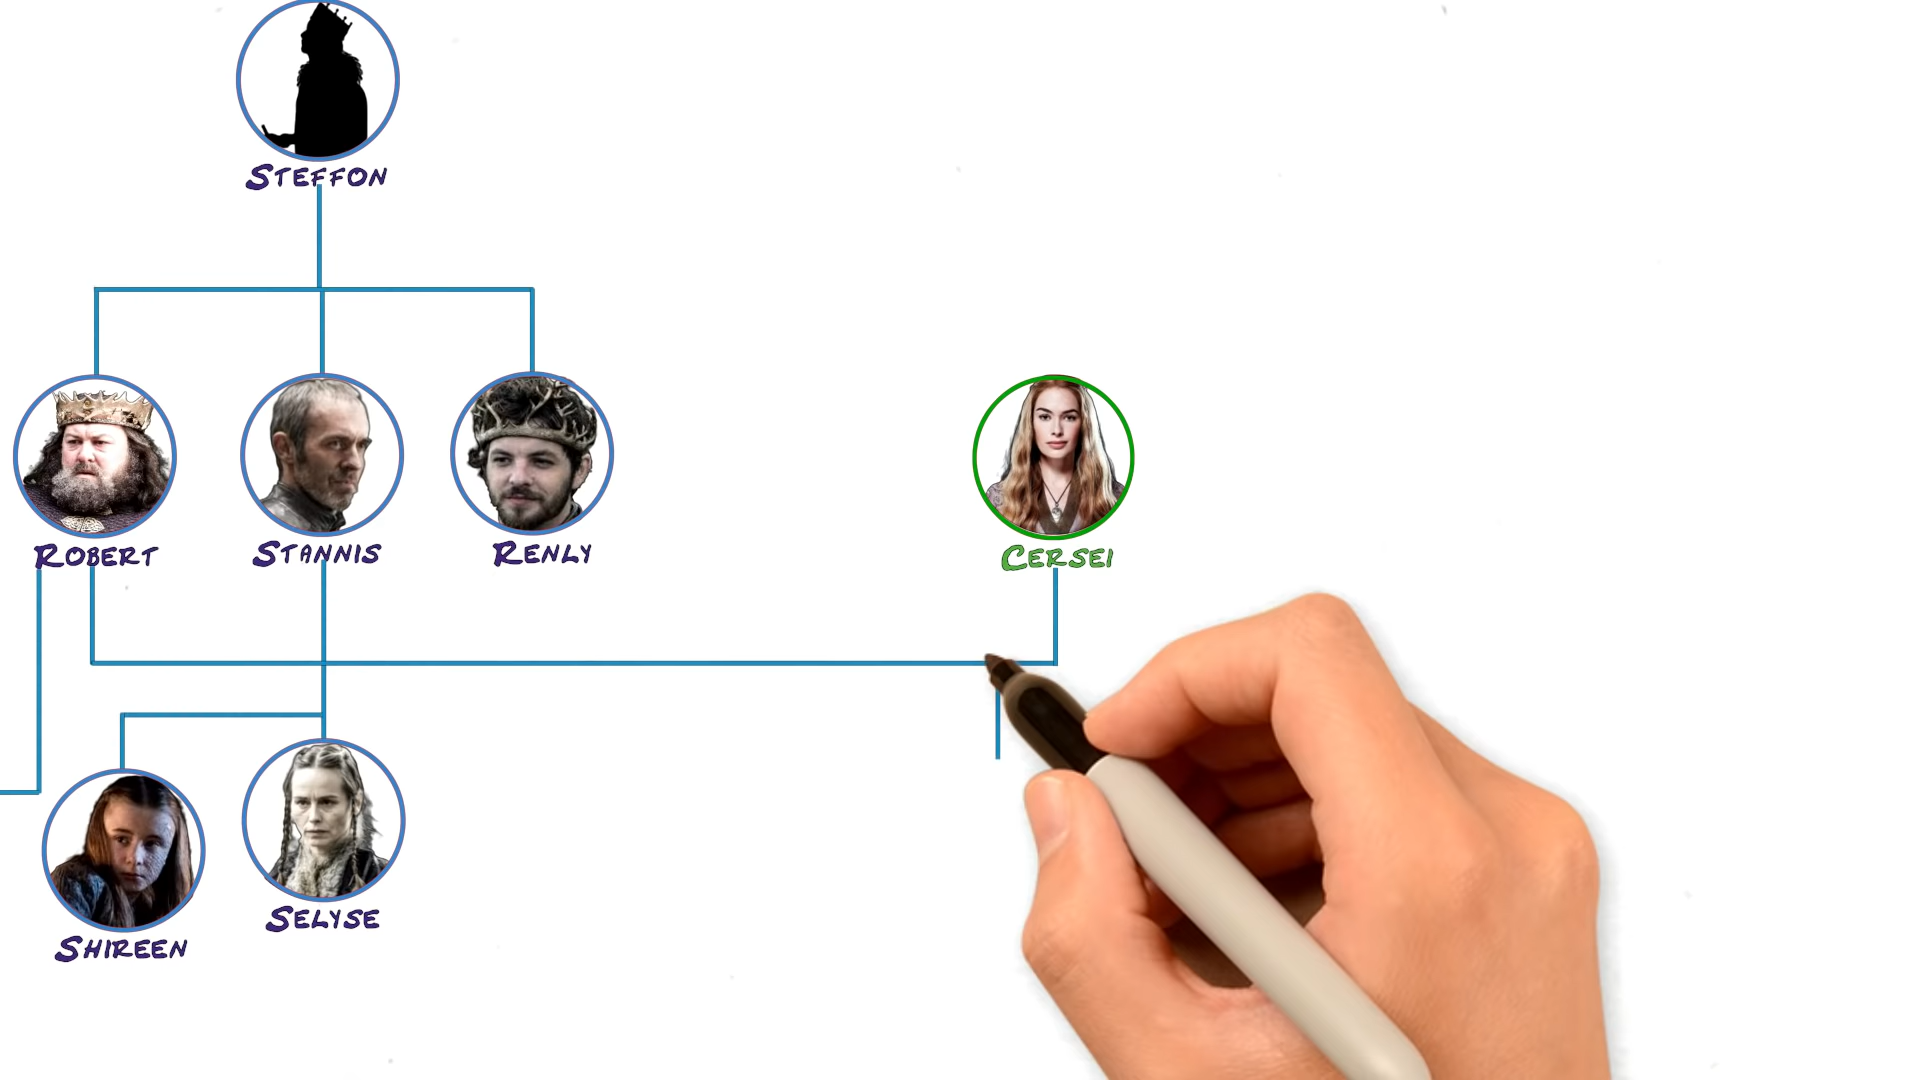 STEFFON
ROBERT
STANNIS
RENLY
CERSEI
SHIREEN
SELYSE